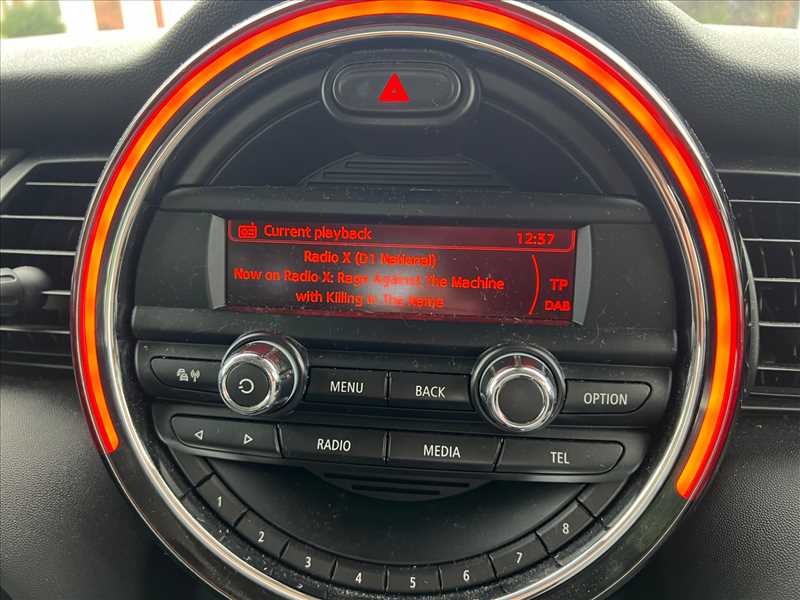 Current playback 12:37
Radio X (D1 National)
Now on Radio X: Rage Against The Machine
with Killing In The Name
TP
DAB
MENU BACK OPTION
RADIO MEDIA TEL
1 2 3 4 5 6 7 8